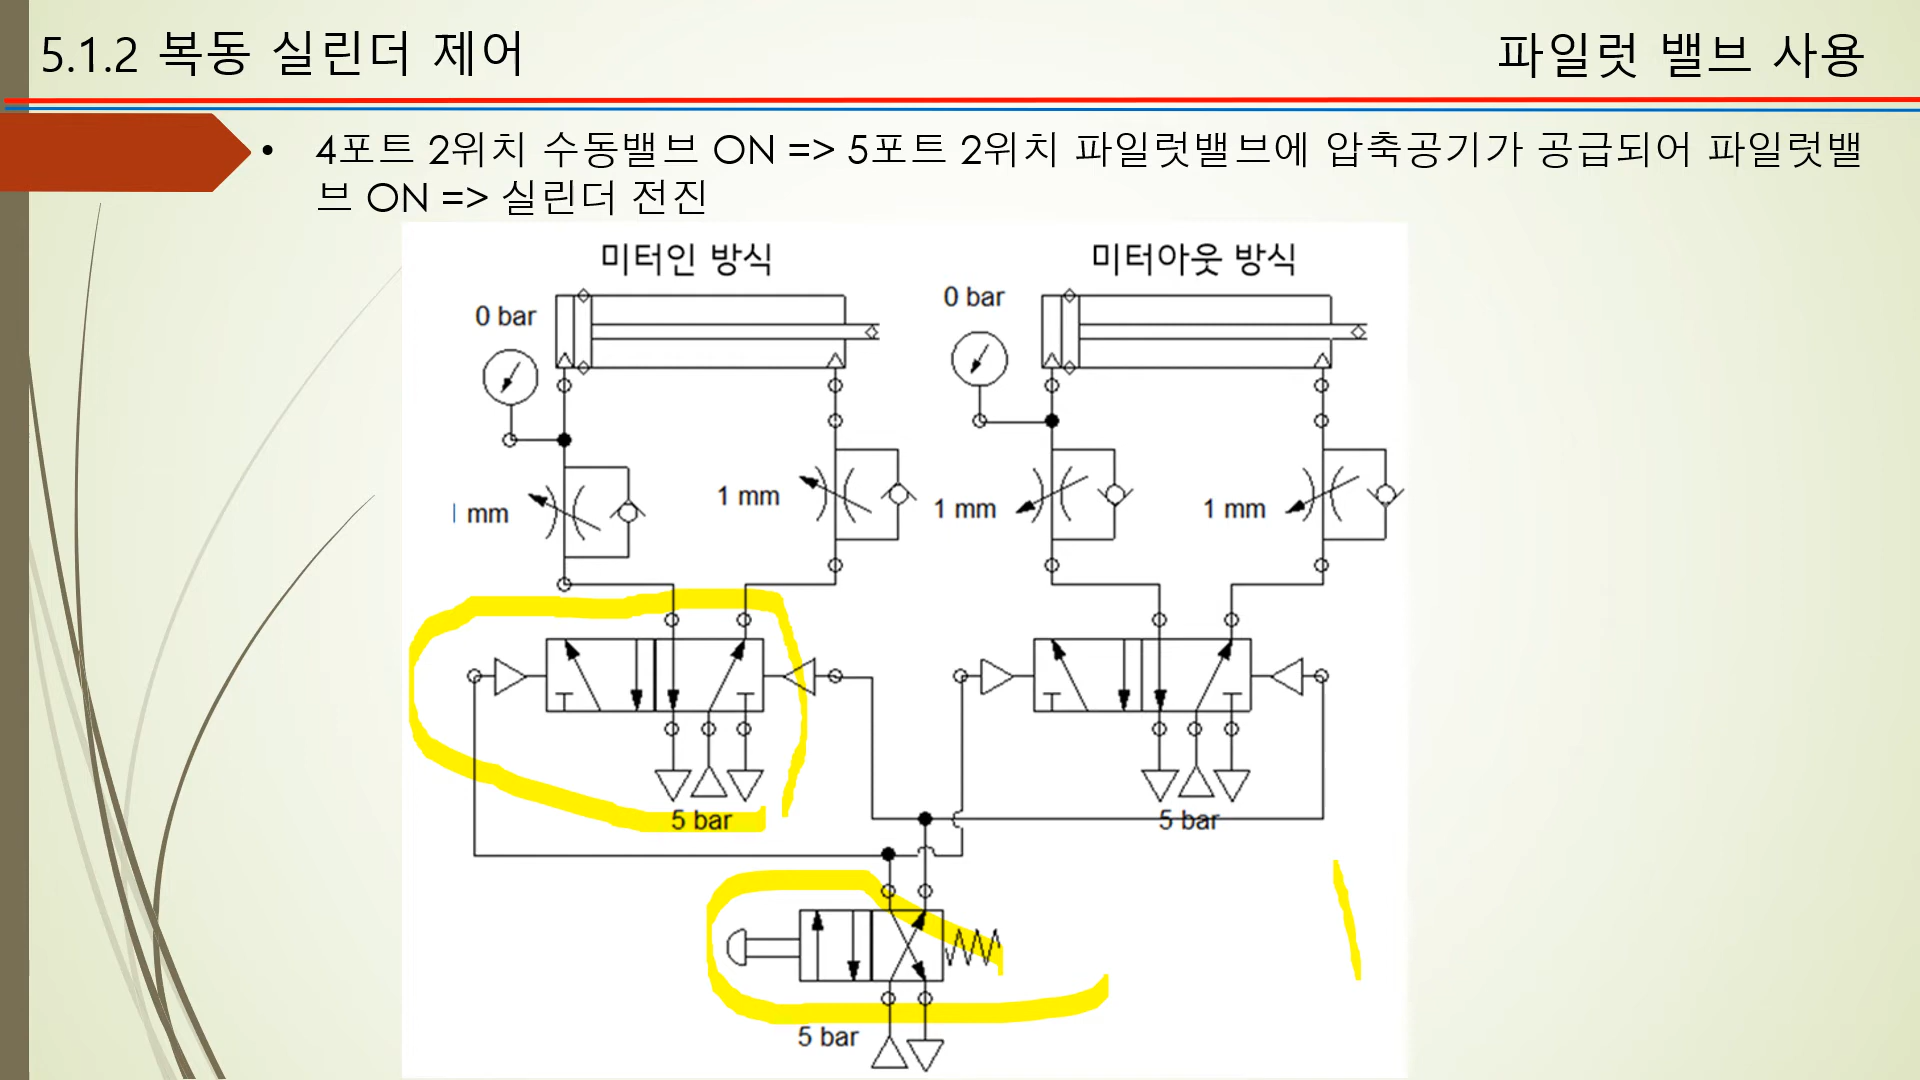 5.1.2 복동 실린더 제어
파일럿 밸브 사용
• 4포트 2위치 수동밸브 ON => 5포트 2위치 파일럿밸브에 압축공기가 공급되어 파일럿밸
브 ON => 실린더 전진
미터인 방식
미터아웃 방식
0 bar
0 bar
mm
1 mm
1 mm
1 mm
5 bar
5 bar
5 bar